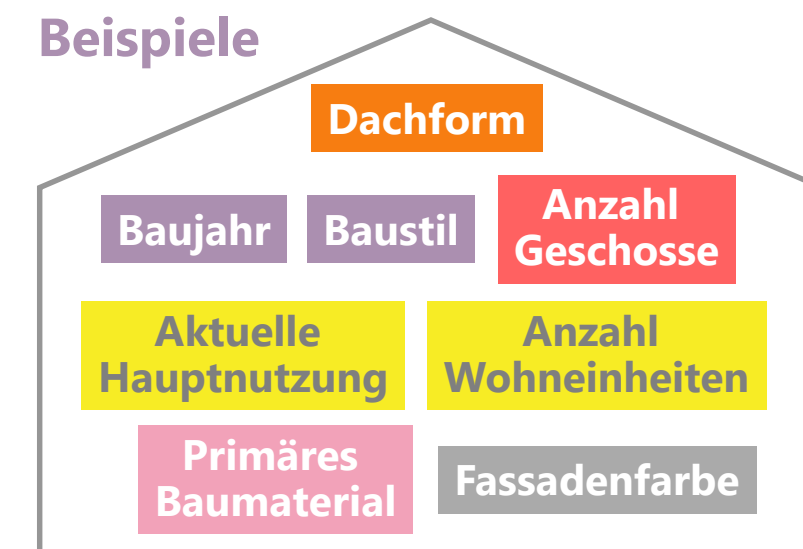 Beispiele
Dachform
Baujahr
Baustil
Anzahl
Geschosse
Aktuelle
Hauptnutzung
Anzahl
Wohneinheiten
Primäres
Baumaterial
Fassadenfarbe